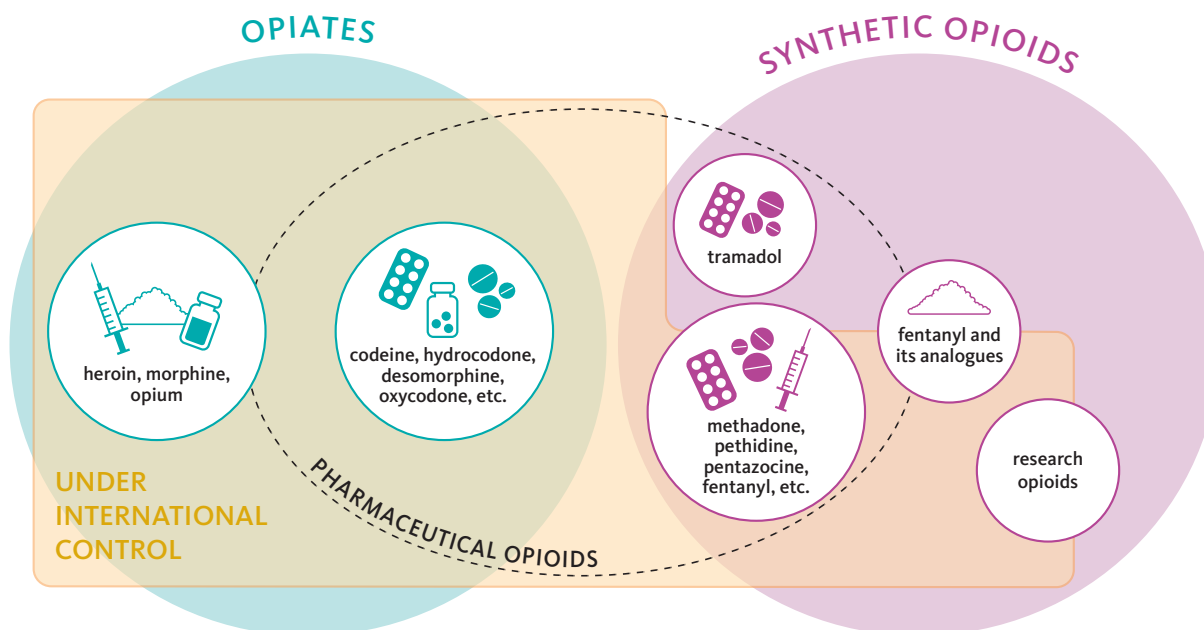 OPIATES
SYNTHETIC OPIOIDS
tramadol
heroin, morphine,
opium
codeine, hydrocodone,
desomorphine,
oxycodone, etc.
fentanyl and
its analogues
methadone,
pethidine,
pentazocine,
fentanyl, etc.
research
opioids
UNDER
INTERNATIONAL
CONTROL
PHARMACEUTICAL OPIOIDS